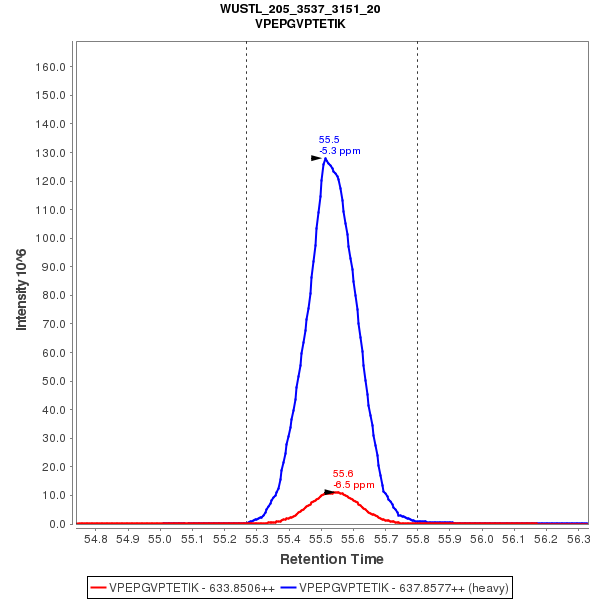 WUSTL_205_3537_3151_20
VPEPGVPTETIK
Intensity 10^6
160.0
150.0
140.0
130.0
120.0
110.0
100.0
90.0
80.0
70.0
60.0
50.0
40.0
30.0
20.0
10.0
0.0
55.5
-5.3 ppm
55.6
-6.5 ppm
54.8 54.9 55.0 55.1 55.2 55.3 55.4 55.5 55.6 55.7 55.8 55.9 56.0 56.1 56.2 56.3
Retention Time
VPEPGVPTETIK - 633.8506++ VPEPGVPTETIK - 637.8577++ (heavy)